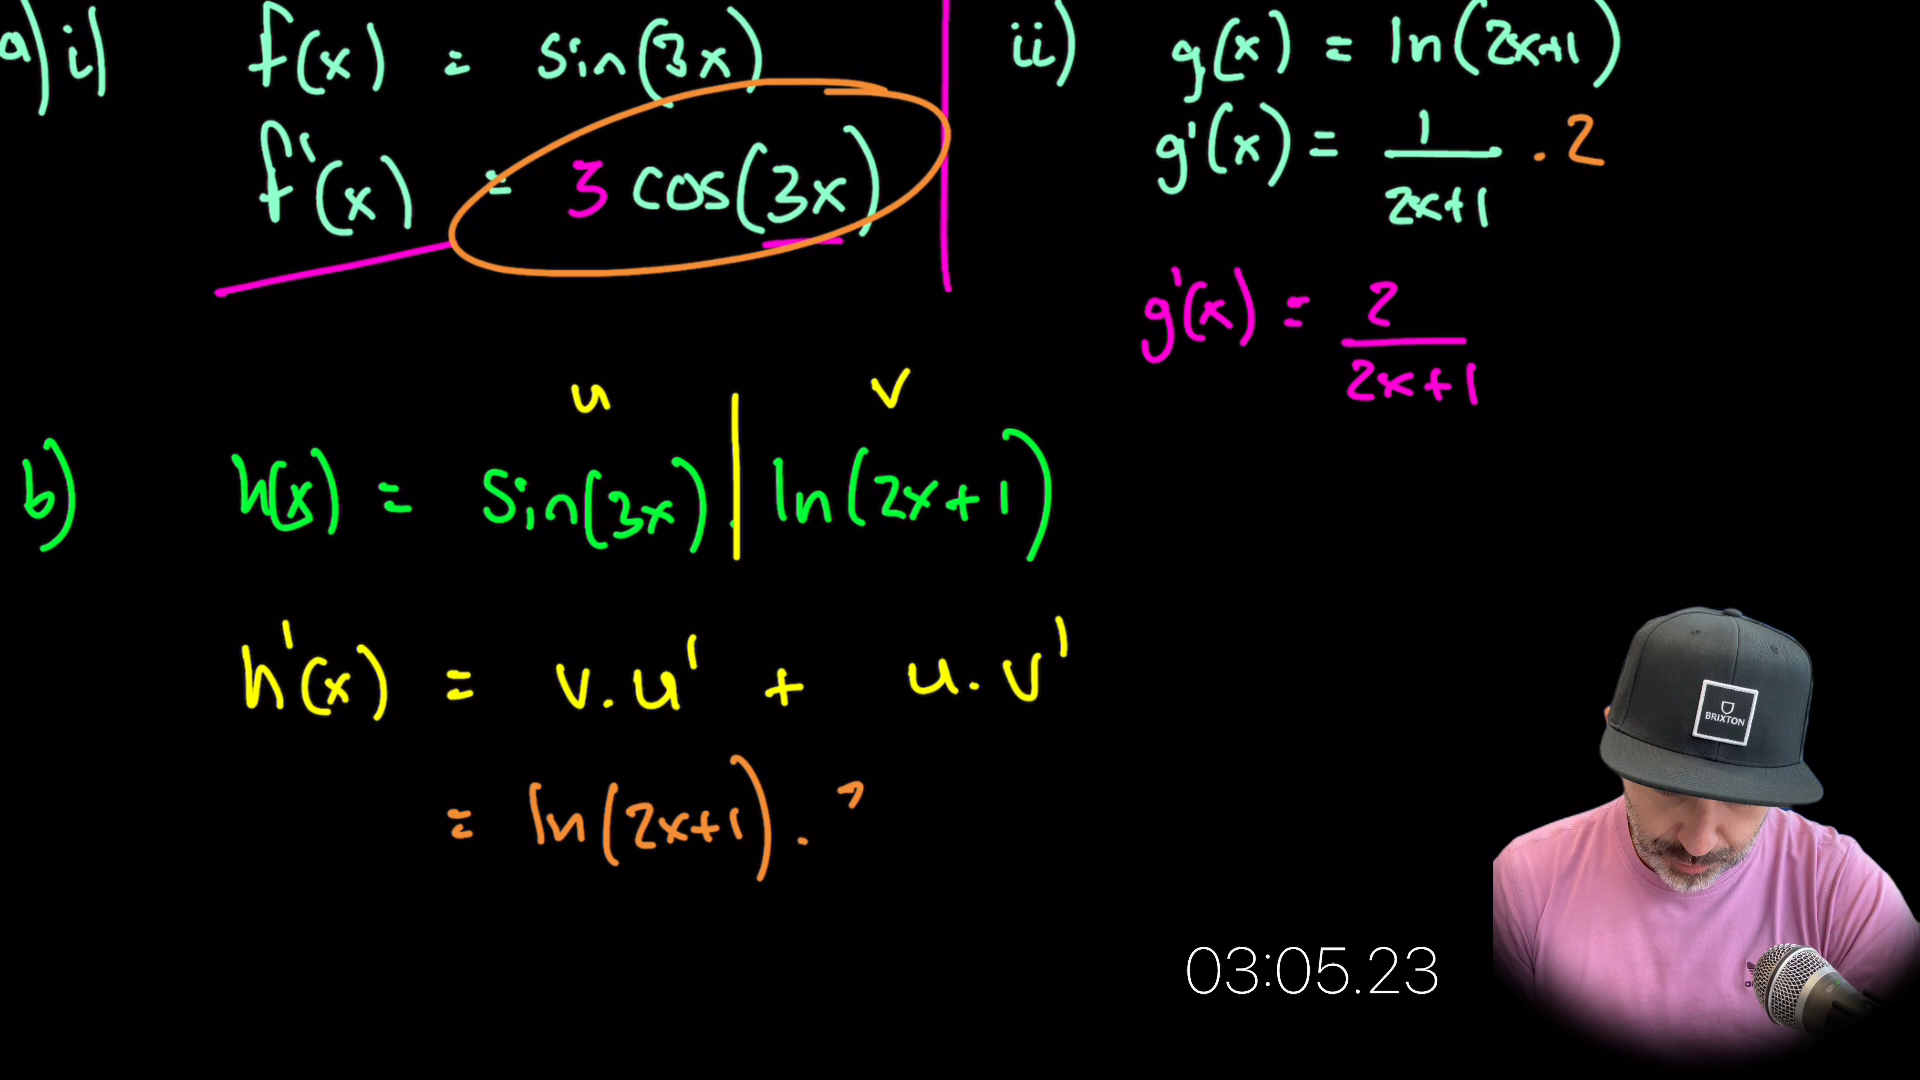 a) i) f(x) = sin(3x)
f'(x) = 3 cos(3x)
ii) g(x) = ln(2x+1)
g'(x) = 1/(2x+1) . 2
g'(x) = 2/(2x+1)
u v
b) h(x) = sin(3x) . ln(2x+1)
h'(x) = v.u' + u.v'
= ln(2x+1) .
BRIXTON
03:05.23